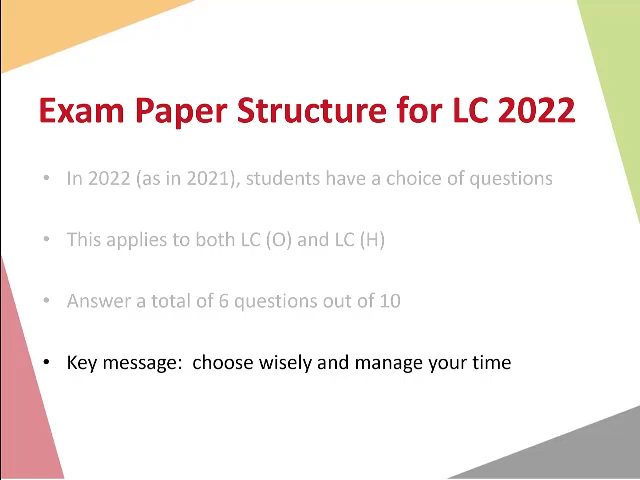 Exam Paper Structure for LC 2022
• In 2022 (as in 2021), students have a choice of questions
• This applies to both LC (O) and LC (H)
• Answer a total of 6 questions out of 10
• Key message:  choose wisely and manage your time